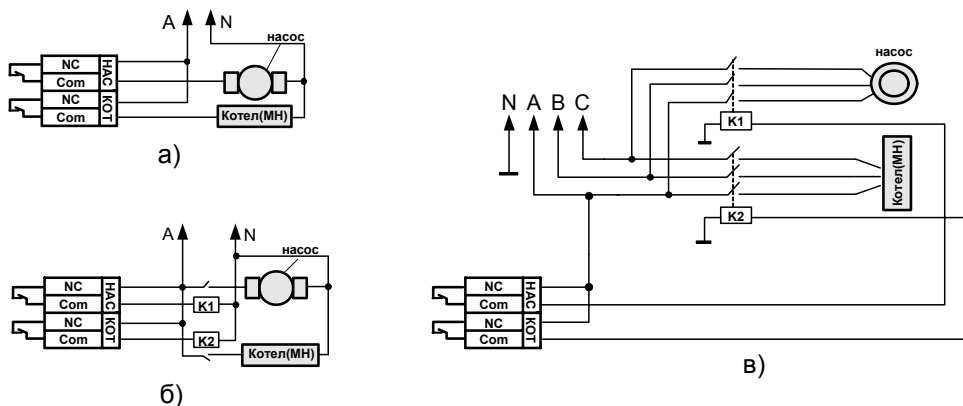 A N
насос
NC
Com
НАС
NC
Com
КОТ
Котел(МН)
а)
A N
насос
NC
Com
НАС
K1
NC
Com
КОТ
K2
Котел(МН)
б)
насос
N A B C
K1
Котел(МН)
K2
NC
Com
НАС
NC
Com
КОТ
в)